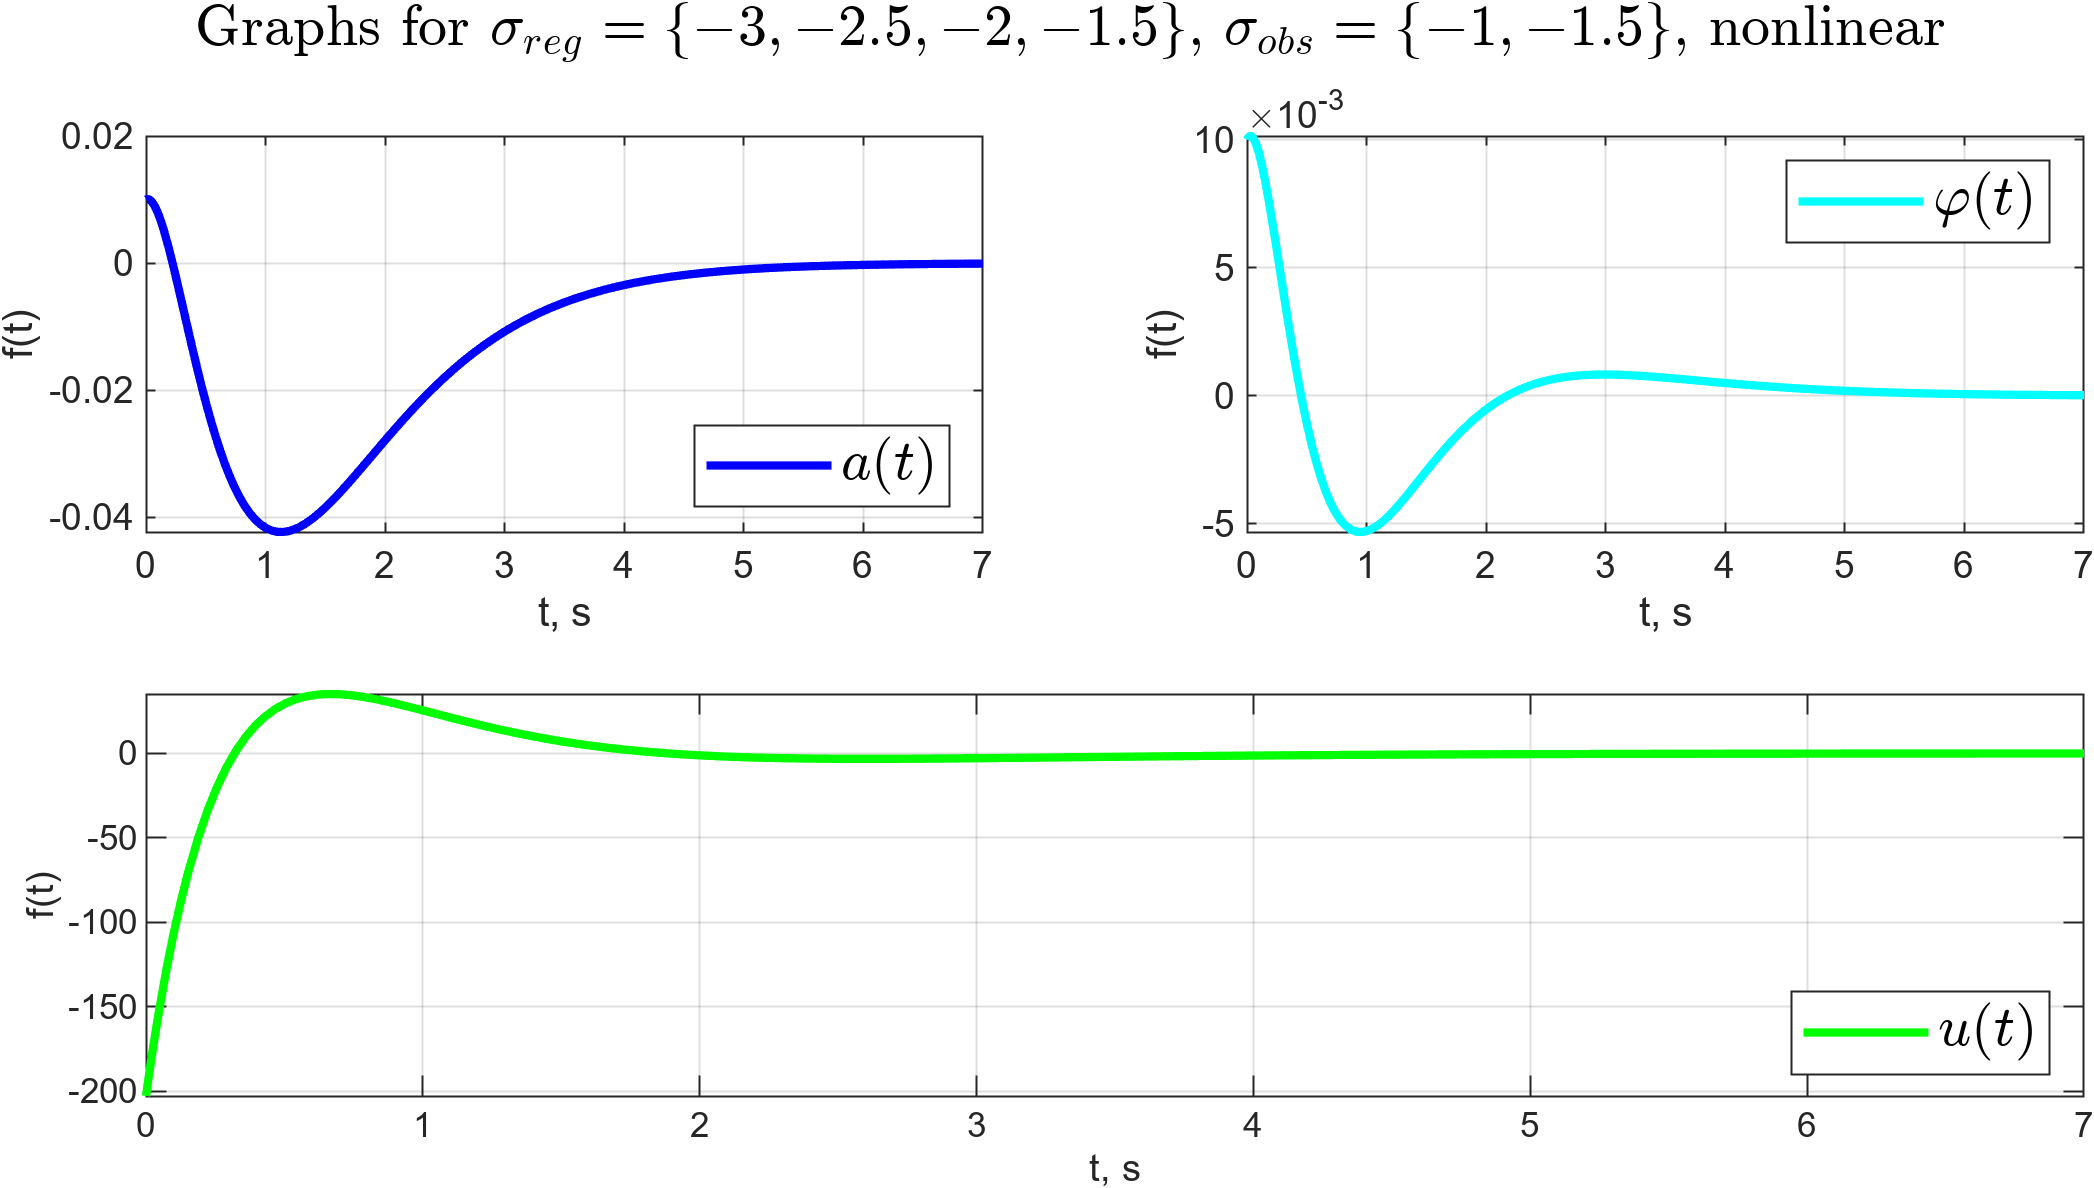 Graphs for σ_reg = {−3, −2.5, −2, −1.5}, σ_obs = {−1, −1.5}, nonlinear
0.02
0
-0.02
-0.04
f(t)
0 1 2 3 4 5 6 7
t, s
a(t)
×10⁻³
10
5
0
-5
f(t)
0 1 2 3 4 5 6 7
t, s
φ(t)
0
-50
-100
-150
-200
f(t)
0 1 2 3 4 5 6 7
t, s
u(t)